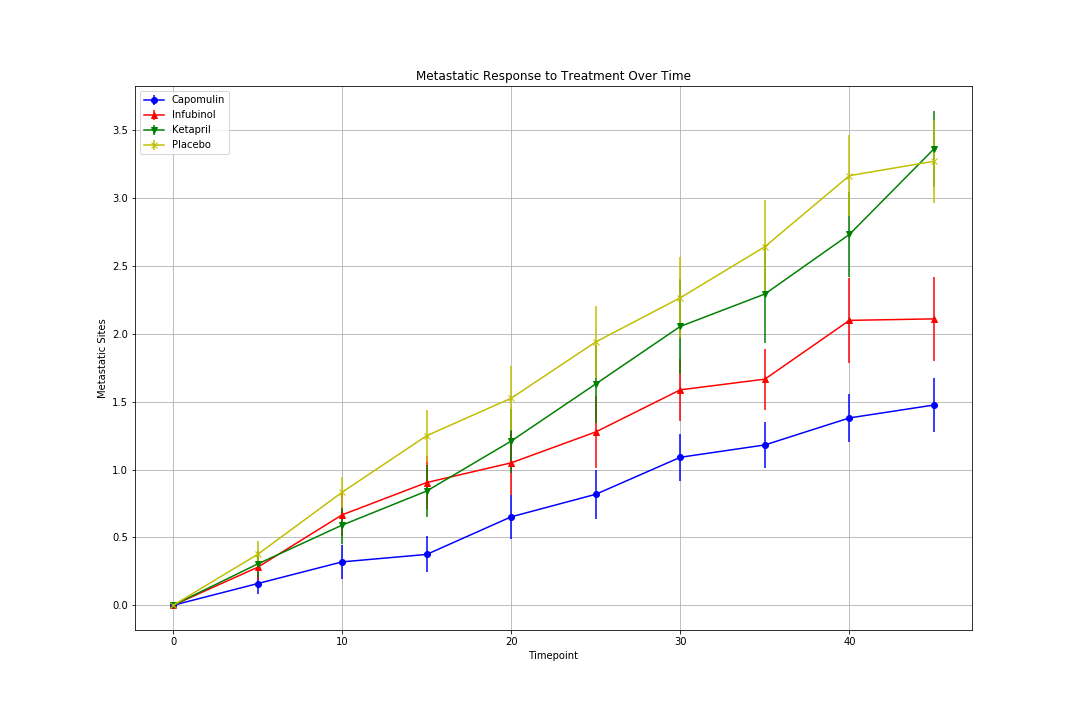 Metastatic Response to Treatment Over Time
Capomulin
Infubinol
Ketapril
Placebo
3.5
3.0
2.5
2.0
1.5
1.0
0.5
0.0
Metastatic Sites
0 10 20 30 40
Timepoint